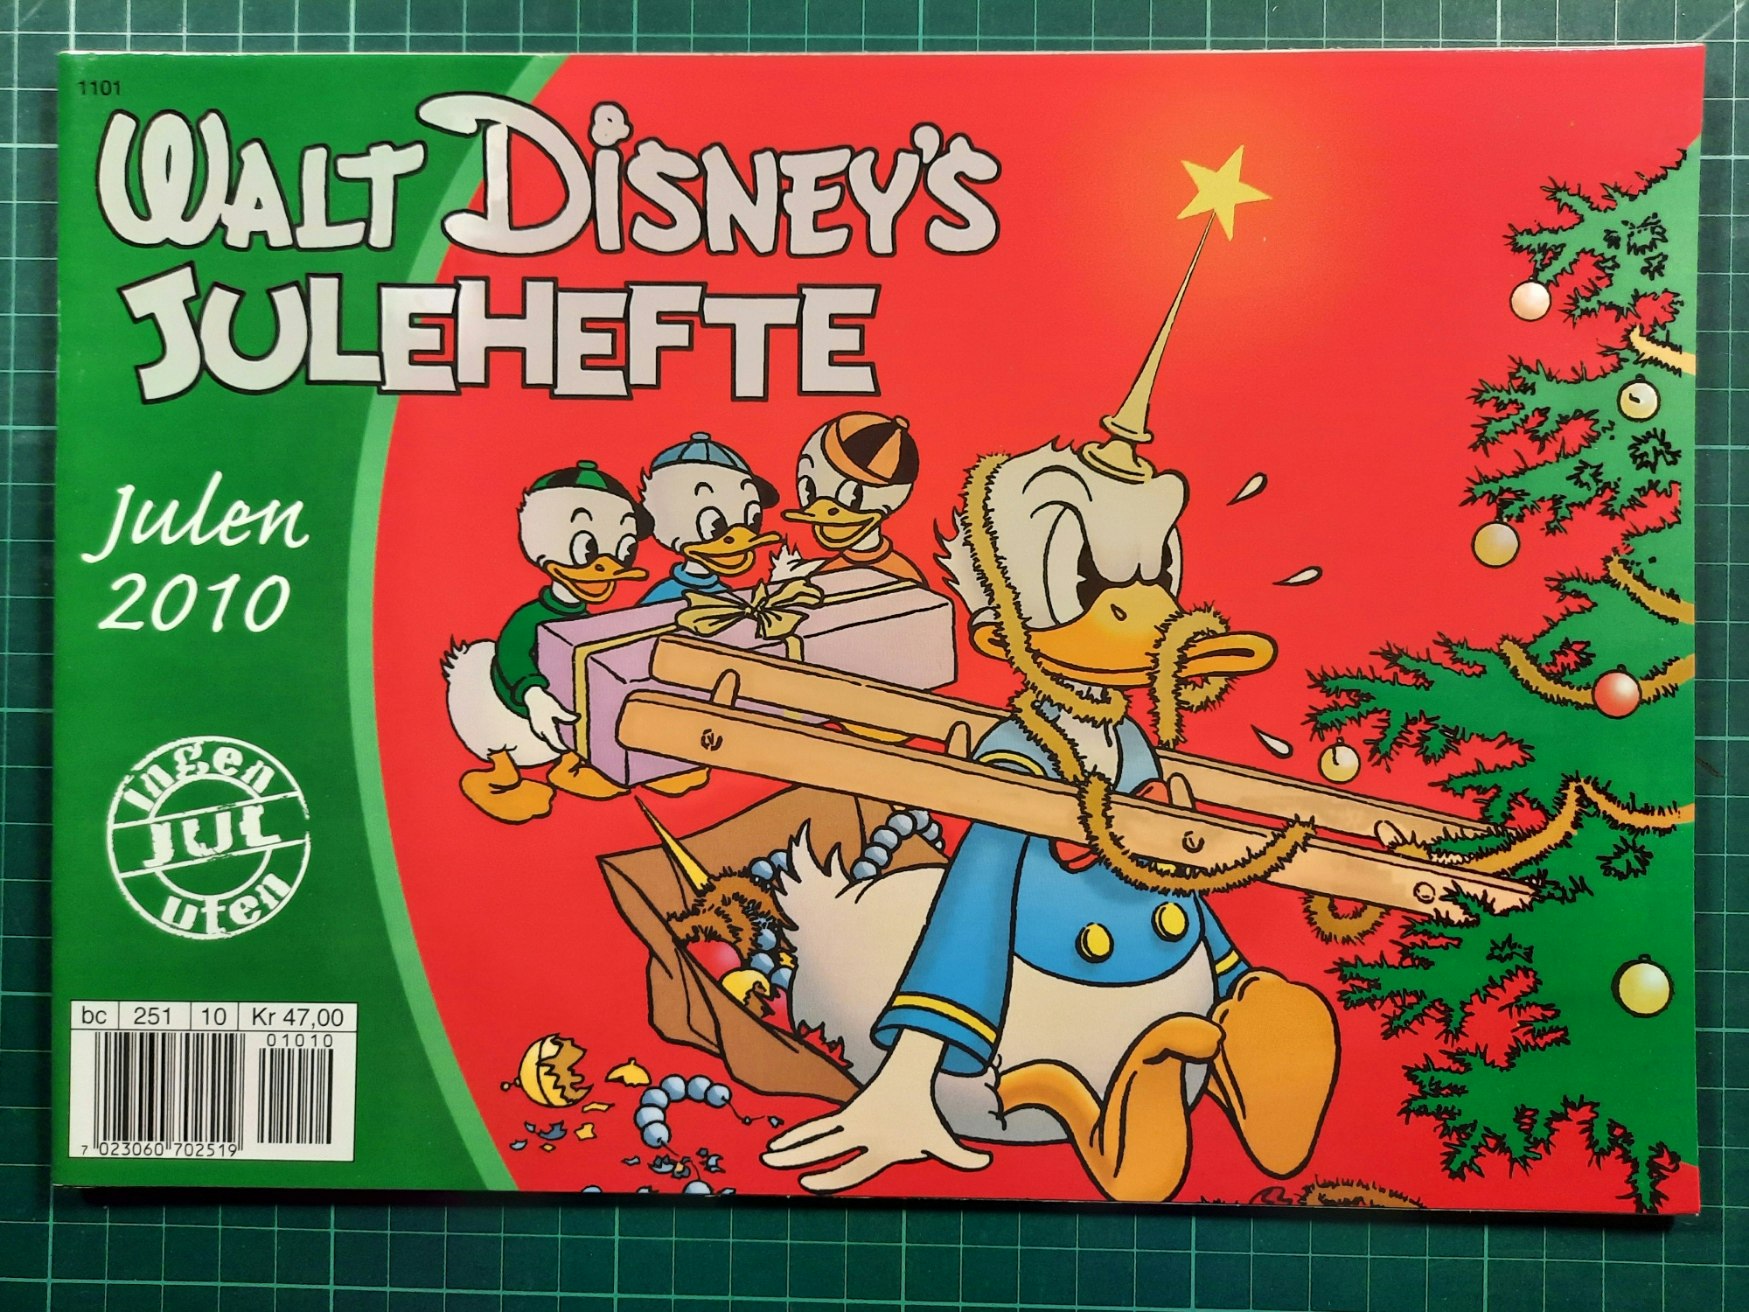 1101
WALT DISNEY'S
JULEHEFTE
Julen
2010
ingen
JUL
uten
bc 251 10 Kr 47,00
01010
7 023060 702519